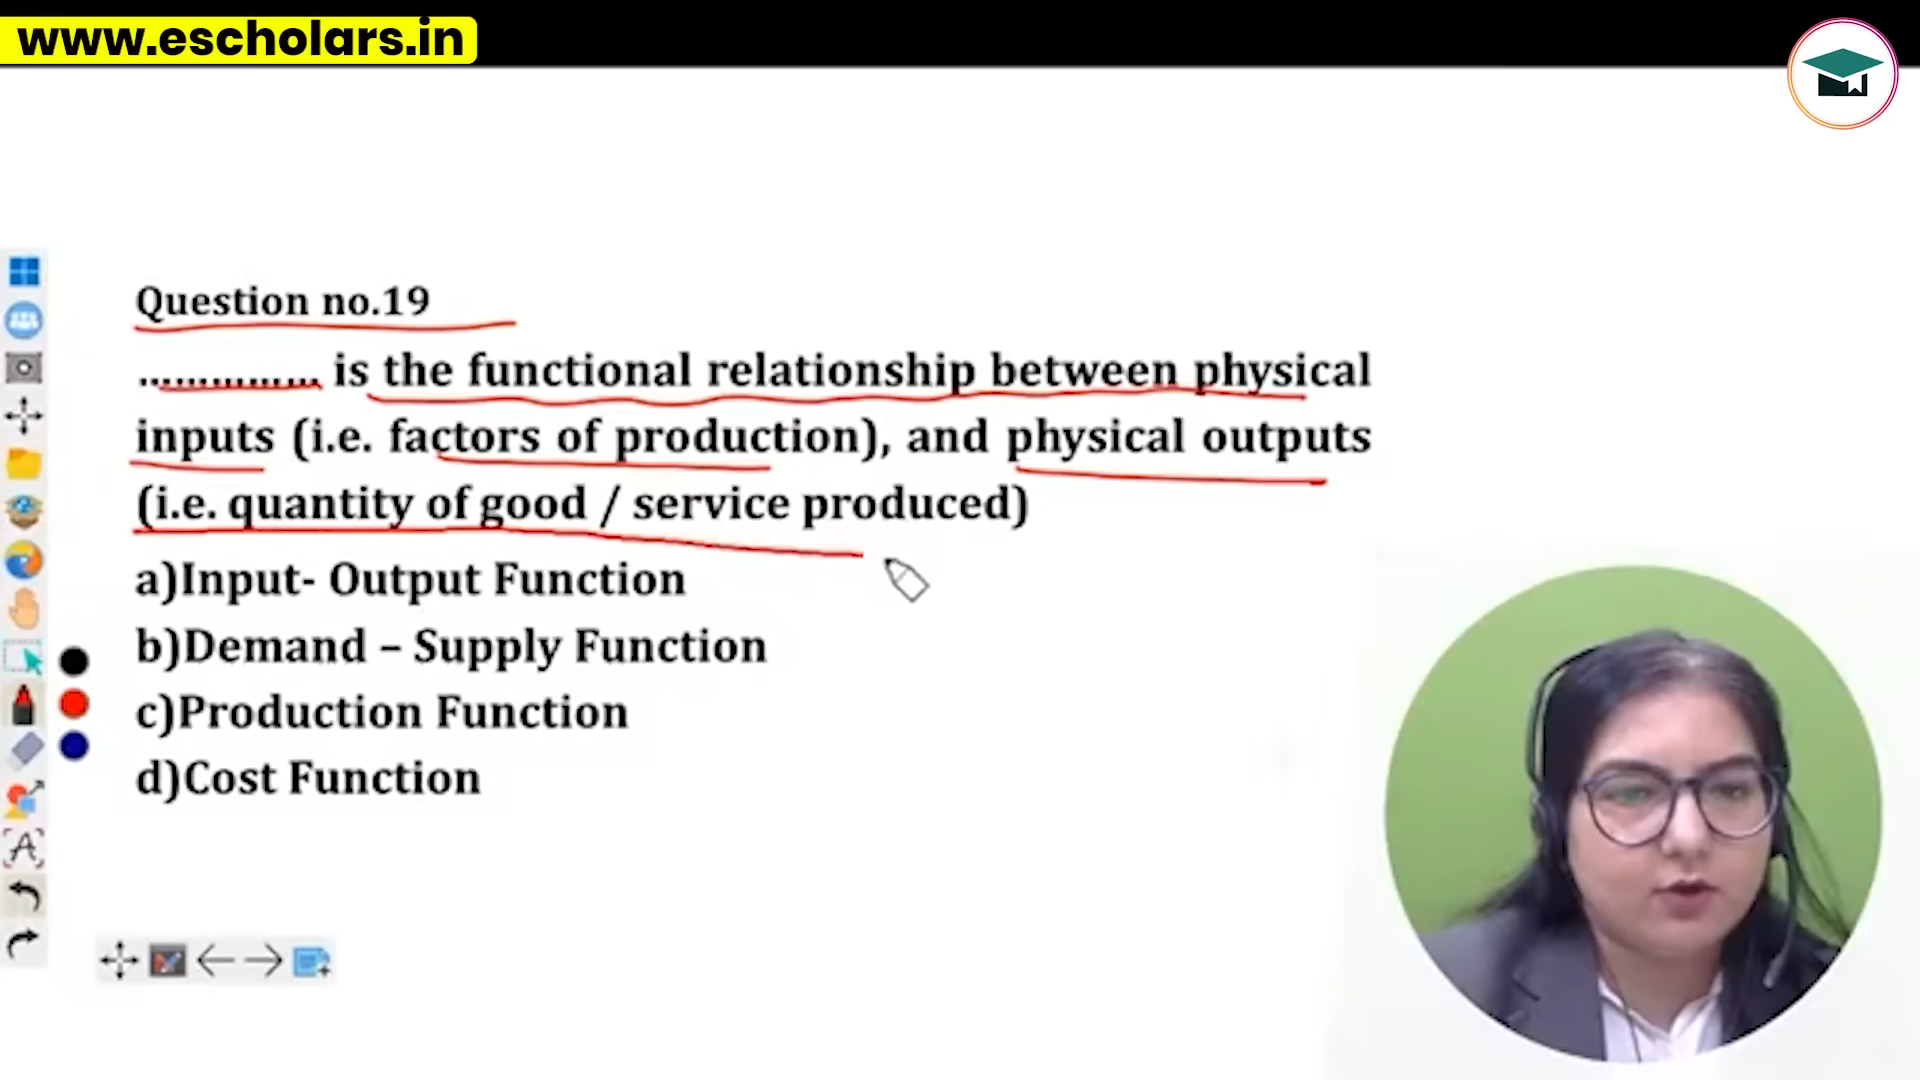 www.escholars.in
Question no.19
............... is the functional relationship between physical
inputs (i.e. factors of production), and physical outputs
(i.e. quantity of good / service produced)
a)Input- Output Function
b)Demand – Supply Function
c)Production Function
d)Cost Function